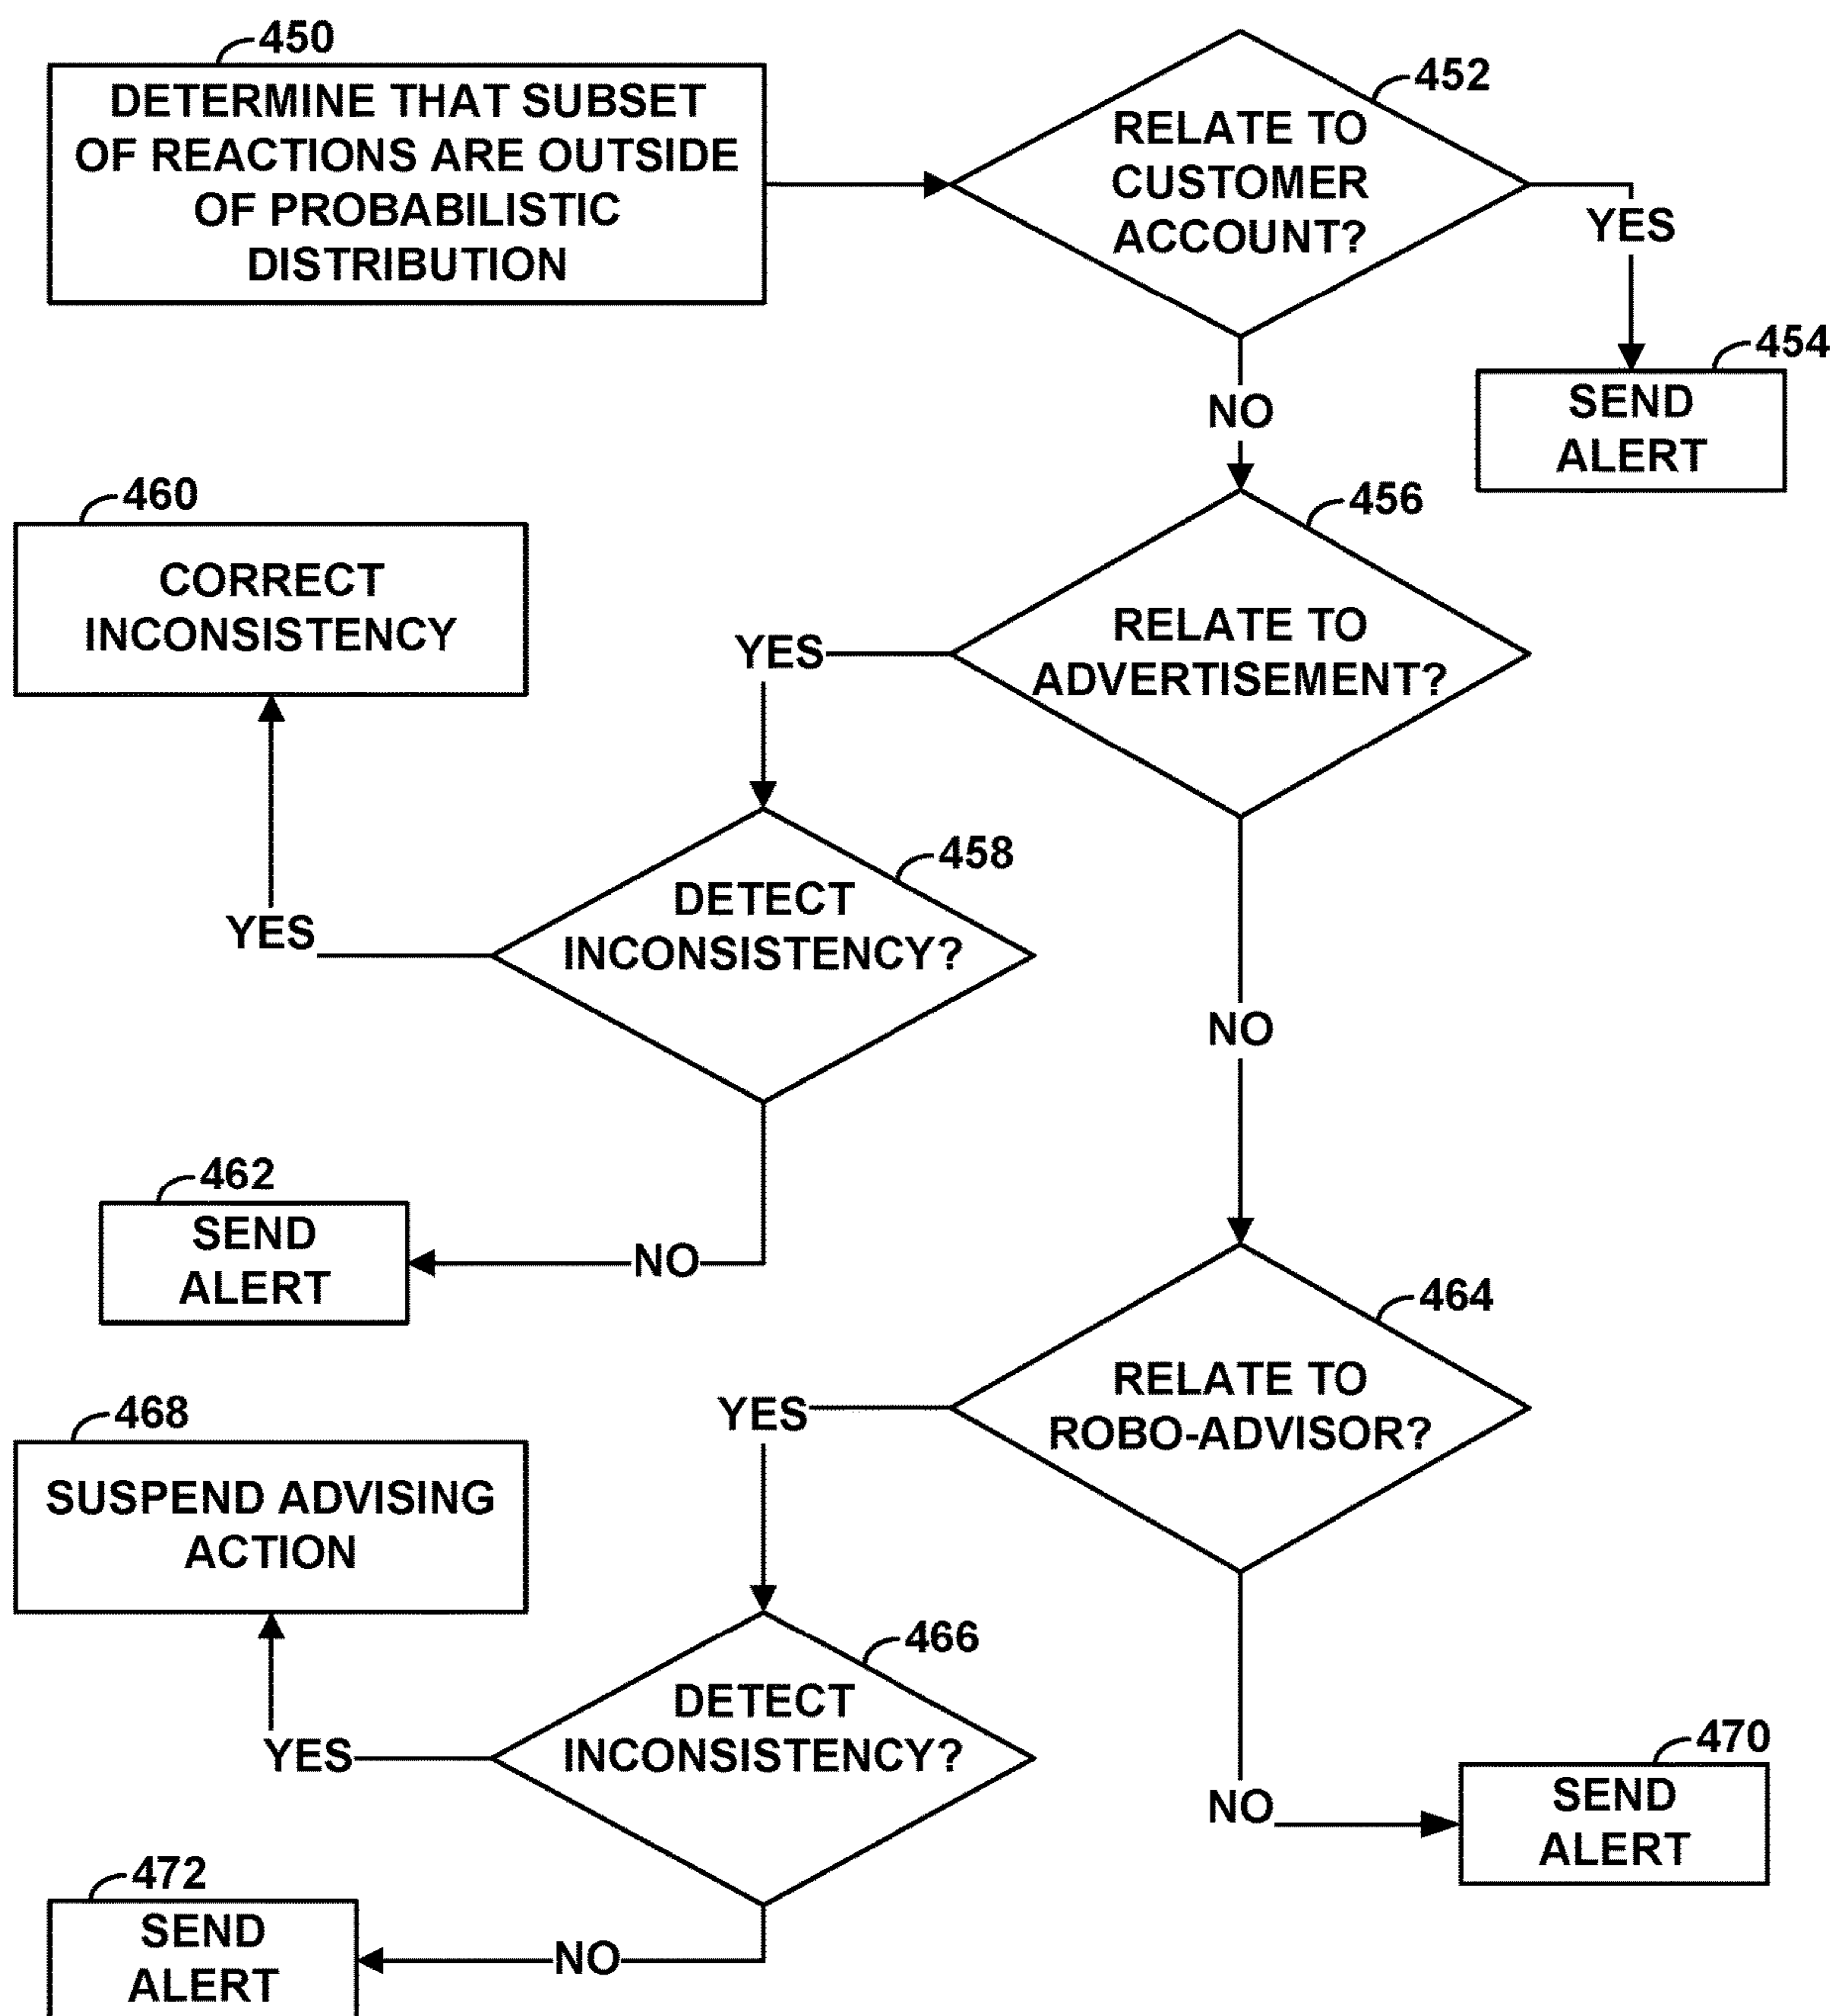 450
DETERMINE THAT SUBSET
OF REACTIONS ARE OUTSIDE
OF PROBABILISTIC
DISTRIBUTION
452
RELATE TO
CUSTOMER
ACCOUNT?
YES
454
SEND
ALERT
NO
456
RELATE TO
ADVERTISEMENT?
YES
458
DETECT
INCONSISTENCY?
YES
460
CORRECT
INCONSISTENCY
NO
462
SEND
ALERT
NO
464
RELATE TO
ROBO-ADVISOR?
YES
466
DETECT
INCONSISTENCY?
YES
468
SUSPEND ADVISING
ACTION
NO
470
SEND
ALERT
NO
472
SEND
ALERT